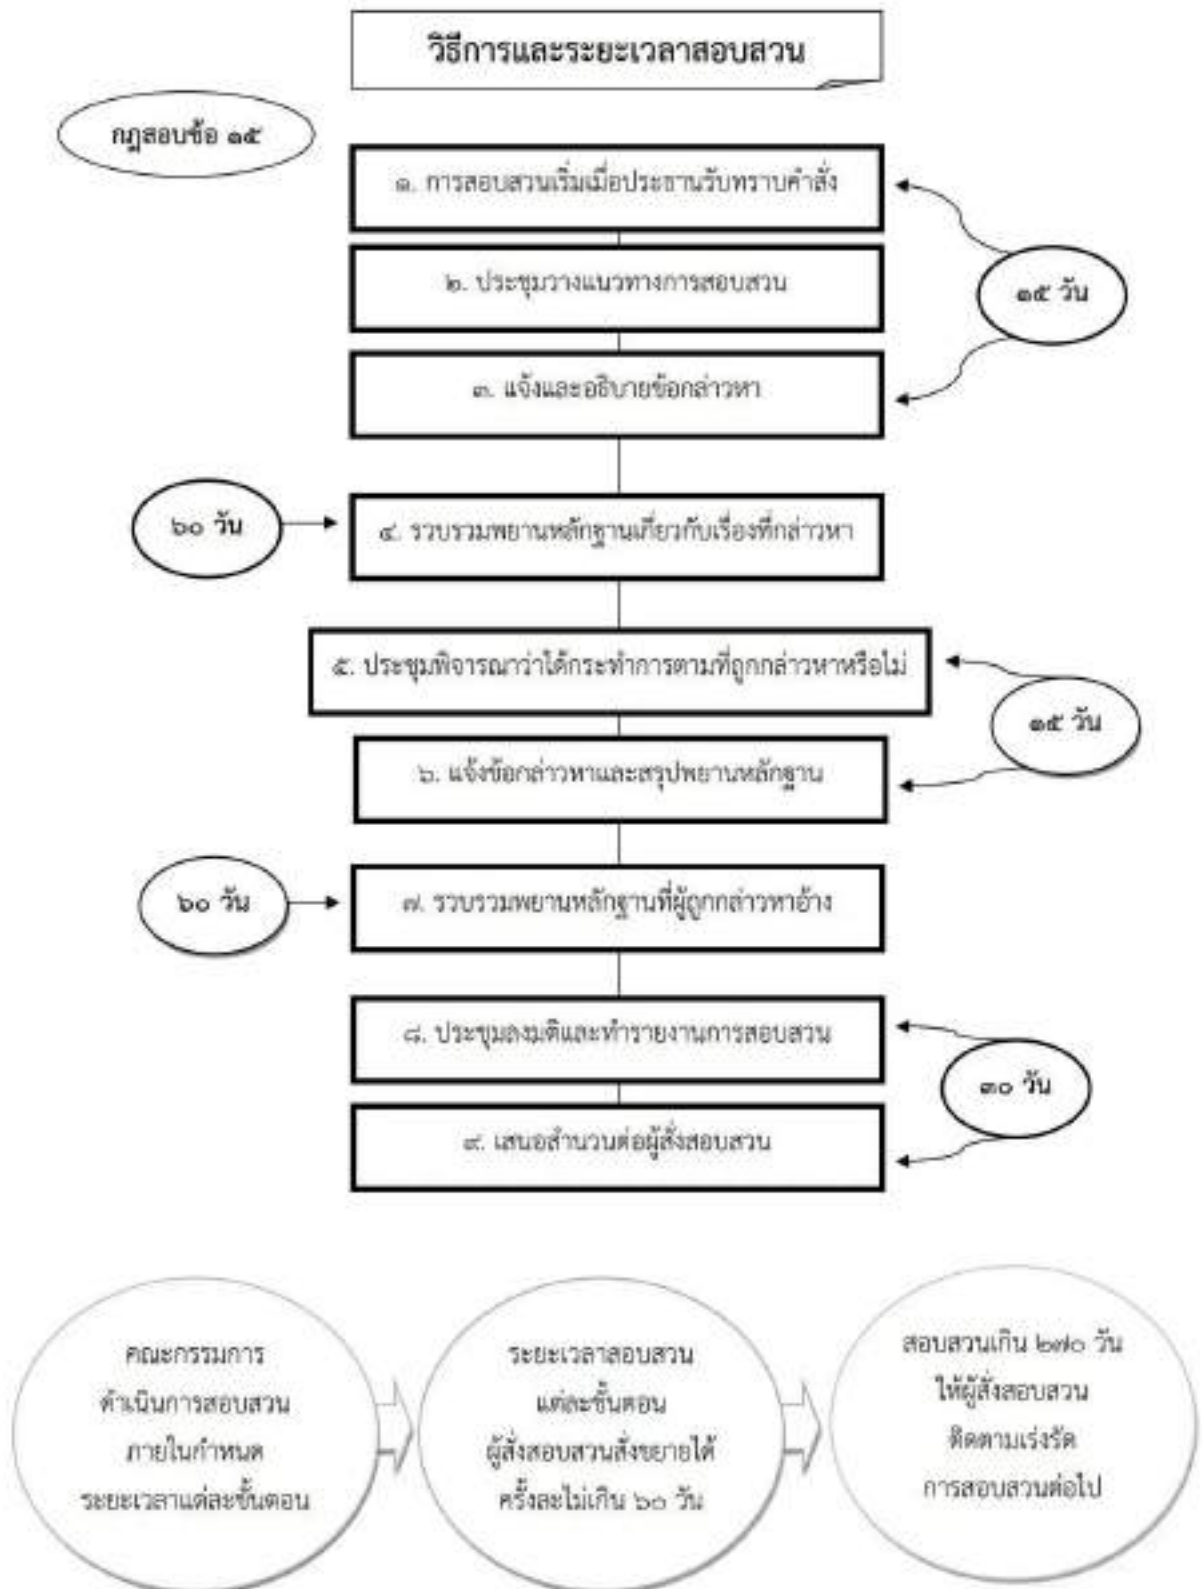 วิธีการและระยะเวลาสอบสวน
กฎสอบข้อ ๑๕
๑. การสอบสวนเริ่มเมื่อประธานรับทราบคำสั่ง
๒. ประชุมวางแนวทางการสอบสวน
๑๕ วัน
๓. แจ้งและอธิบายข้อกล่าวหา
๖๐ วัน
๔. รวบรวมพยานหลักฐานเกี่ยวกับเรื่องที่กล่าวหา
๕. ประชุมพิจารณาว่าได้กระทำการตามที่ถูกกล่าวหาหรือไม่
๑๕ วัน
๖. แจ้งข้อกล่าวหาและสรุปพยานหลักฐาน
๖๐ วัน
๗. รวบรวมพยานหลักฐานที่ผู้ถูกกล่าวหาอ้าง
๘. ประชุมลงมติและทำรายงานการสอบสวน
๓๐ วัน
๙. เสนอสำนวนต่อผู้สั่งสอบสวน
คณะกรรมการ
ดำเนินการสอบสวน
ภายในกำหนด
ระยะเวลาแต่ละขั้นตอน
ระยะเวลาสอบสวน
แต่ละขั้นตอน
ผู้สั่งสอบสวนสั่งขยายได้
ครั้งละไม่เกิน ๖๐ วัน
สอบสวนเกิน ๒๗๐ วัน
ให้ผู้สั่งสอบสวน
ติดตามเร่งรัด
การสอบสวนต่อไป